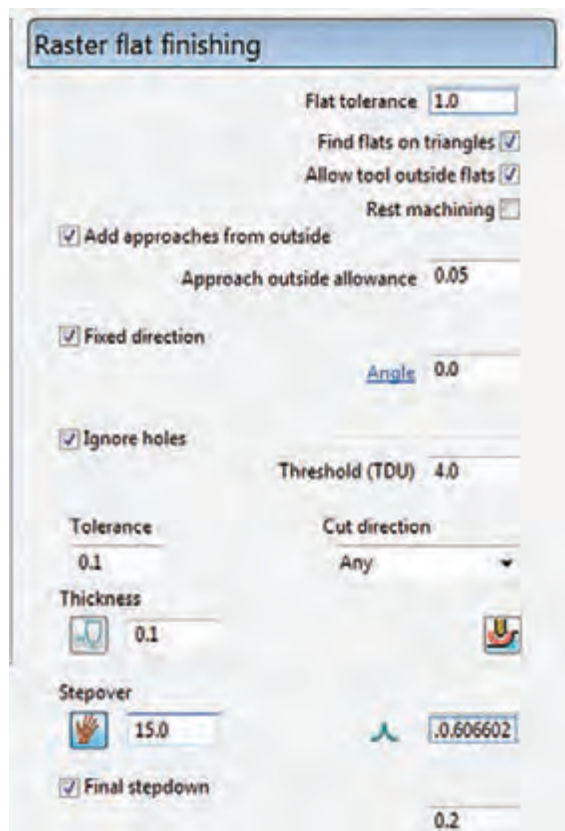 Raster flat finishing
Flat tolerance 1.0
Find flats on triangles
Allow tool outside flats
Rest machining
Add approaches from outside
Approach outside allowance 0.05
Fixed direction
Angle 0.0
Ignore holes
Threshold (TDU) 4.0
Tolerance Cut direction
0.1 Any
Thickness
0.1
Stepover
15.0 .0.606602
Final stepdown
0.2